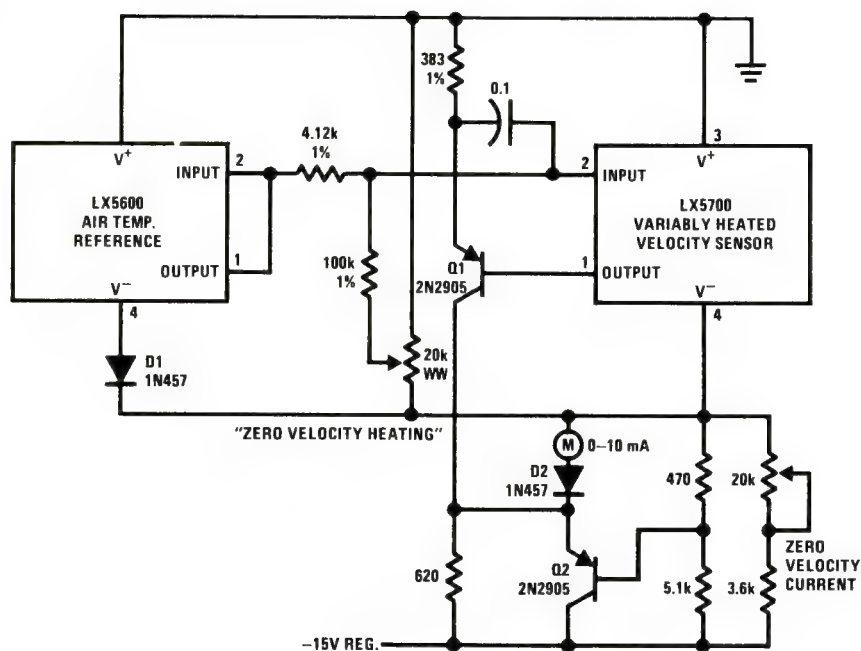 383
1%
0.1
4.12k
1%
V+
INPUT
2
LX5600
AIR TEMP.
REFERENCE
OUTPUT
1
V−
4
3
V+
2
INPUT
LX5700
VARIABLY HEATED
VELOCITY SENSOR
1
OUTPUT
V−
4
Q1
2N2905
100k
1%
20k
WW
D1
1N457
"ZERO VELOCITY HEATING"
M
0–10 mA
D2
1N457
470
20k
620
Q2
2N2905
5.1k
3.6k
ZERO
VELOCITY
CURRENT
−15V REG.